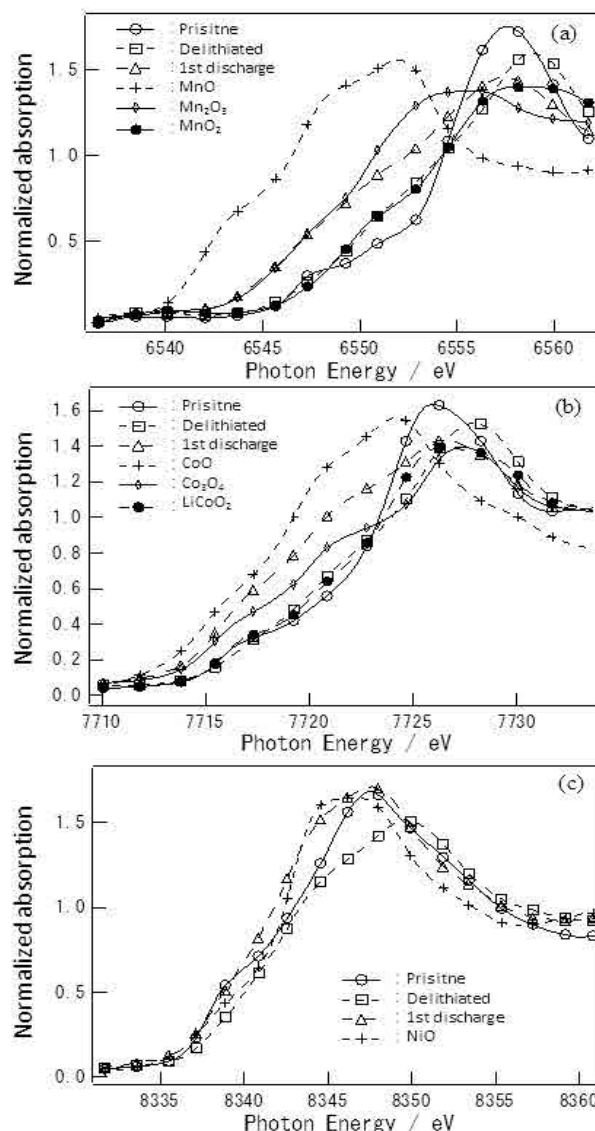 (a)
: Prisitne
: Delithiated
: 1st discharge
: MnO
: Mn₂O₃
: MnO₂
1.5
1.0
0.5
Normalized absorption
6540 6545 6550 6555 6560
Photon Energy / eV
(b)
: Prisitne
: Delithiated
: 1st discharge
: CoO
: Co₃O₄
: LiCoO₂
1.6
1.4
1.2
1.0
0.8
0.6
0.4
0.2
0.0
Normalized absorption
7710 7715 7720 7725 7730
Photon Energy / eV
(c)
1.5
1.0
0.5
0.0
Normalized absorption
: Prisitne
: Delithiated
: 1st discharge
: NiO
8335 8340 8345 8350 8355 8360
Photon Energy / eV